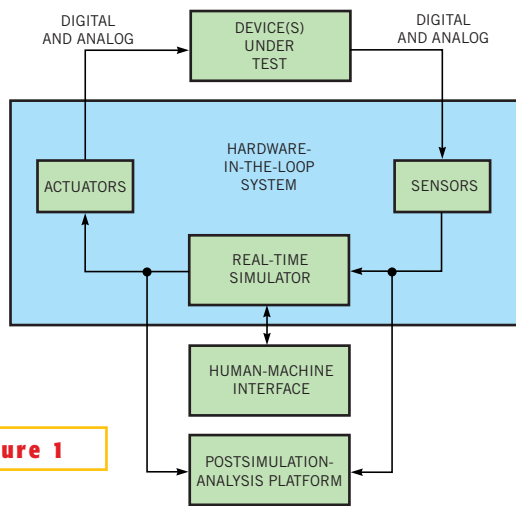 DIGITAL
AND ANALOG
DEVICE(S)
UNDER
TEST
DIGITAL
AND ANALOG
HARDWARE-
IN-THE-LOOP
SYSTEM
ACTUATORS
SENSORS
REAL-TIME
SIMULATOR
HUMAN-MACHINE
INTERFACE
ure 1
POSTSIMULATION-
ANALYSIS PLATFORM